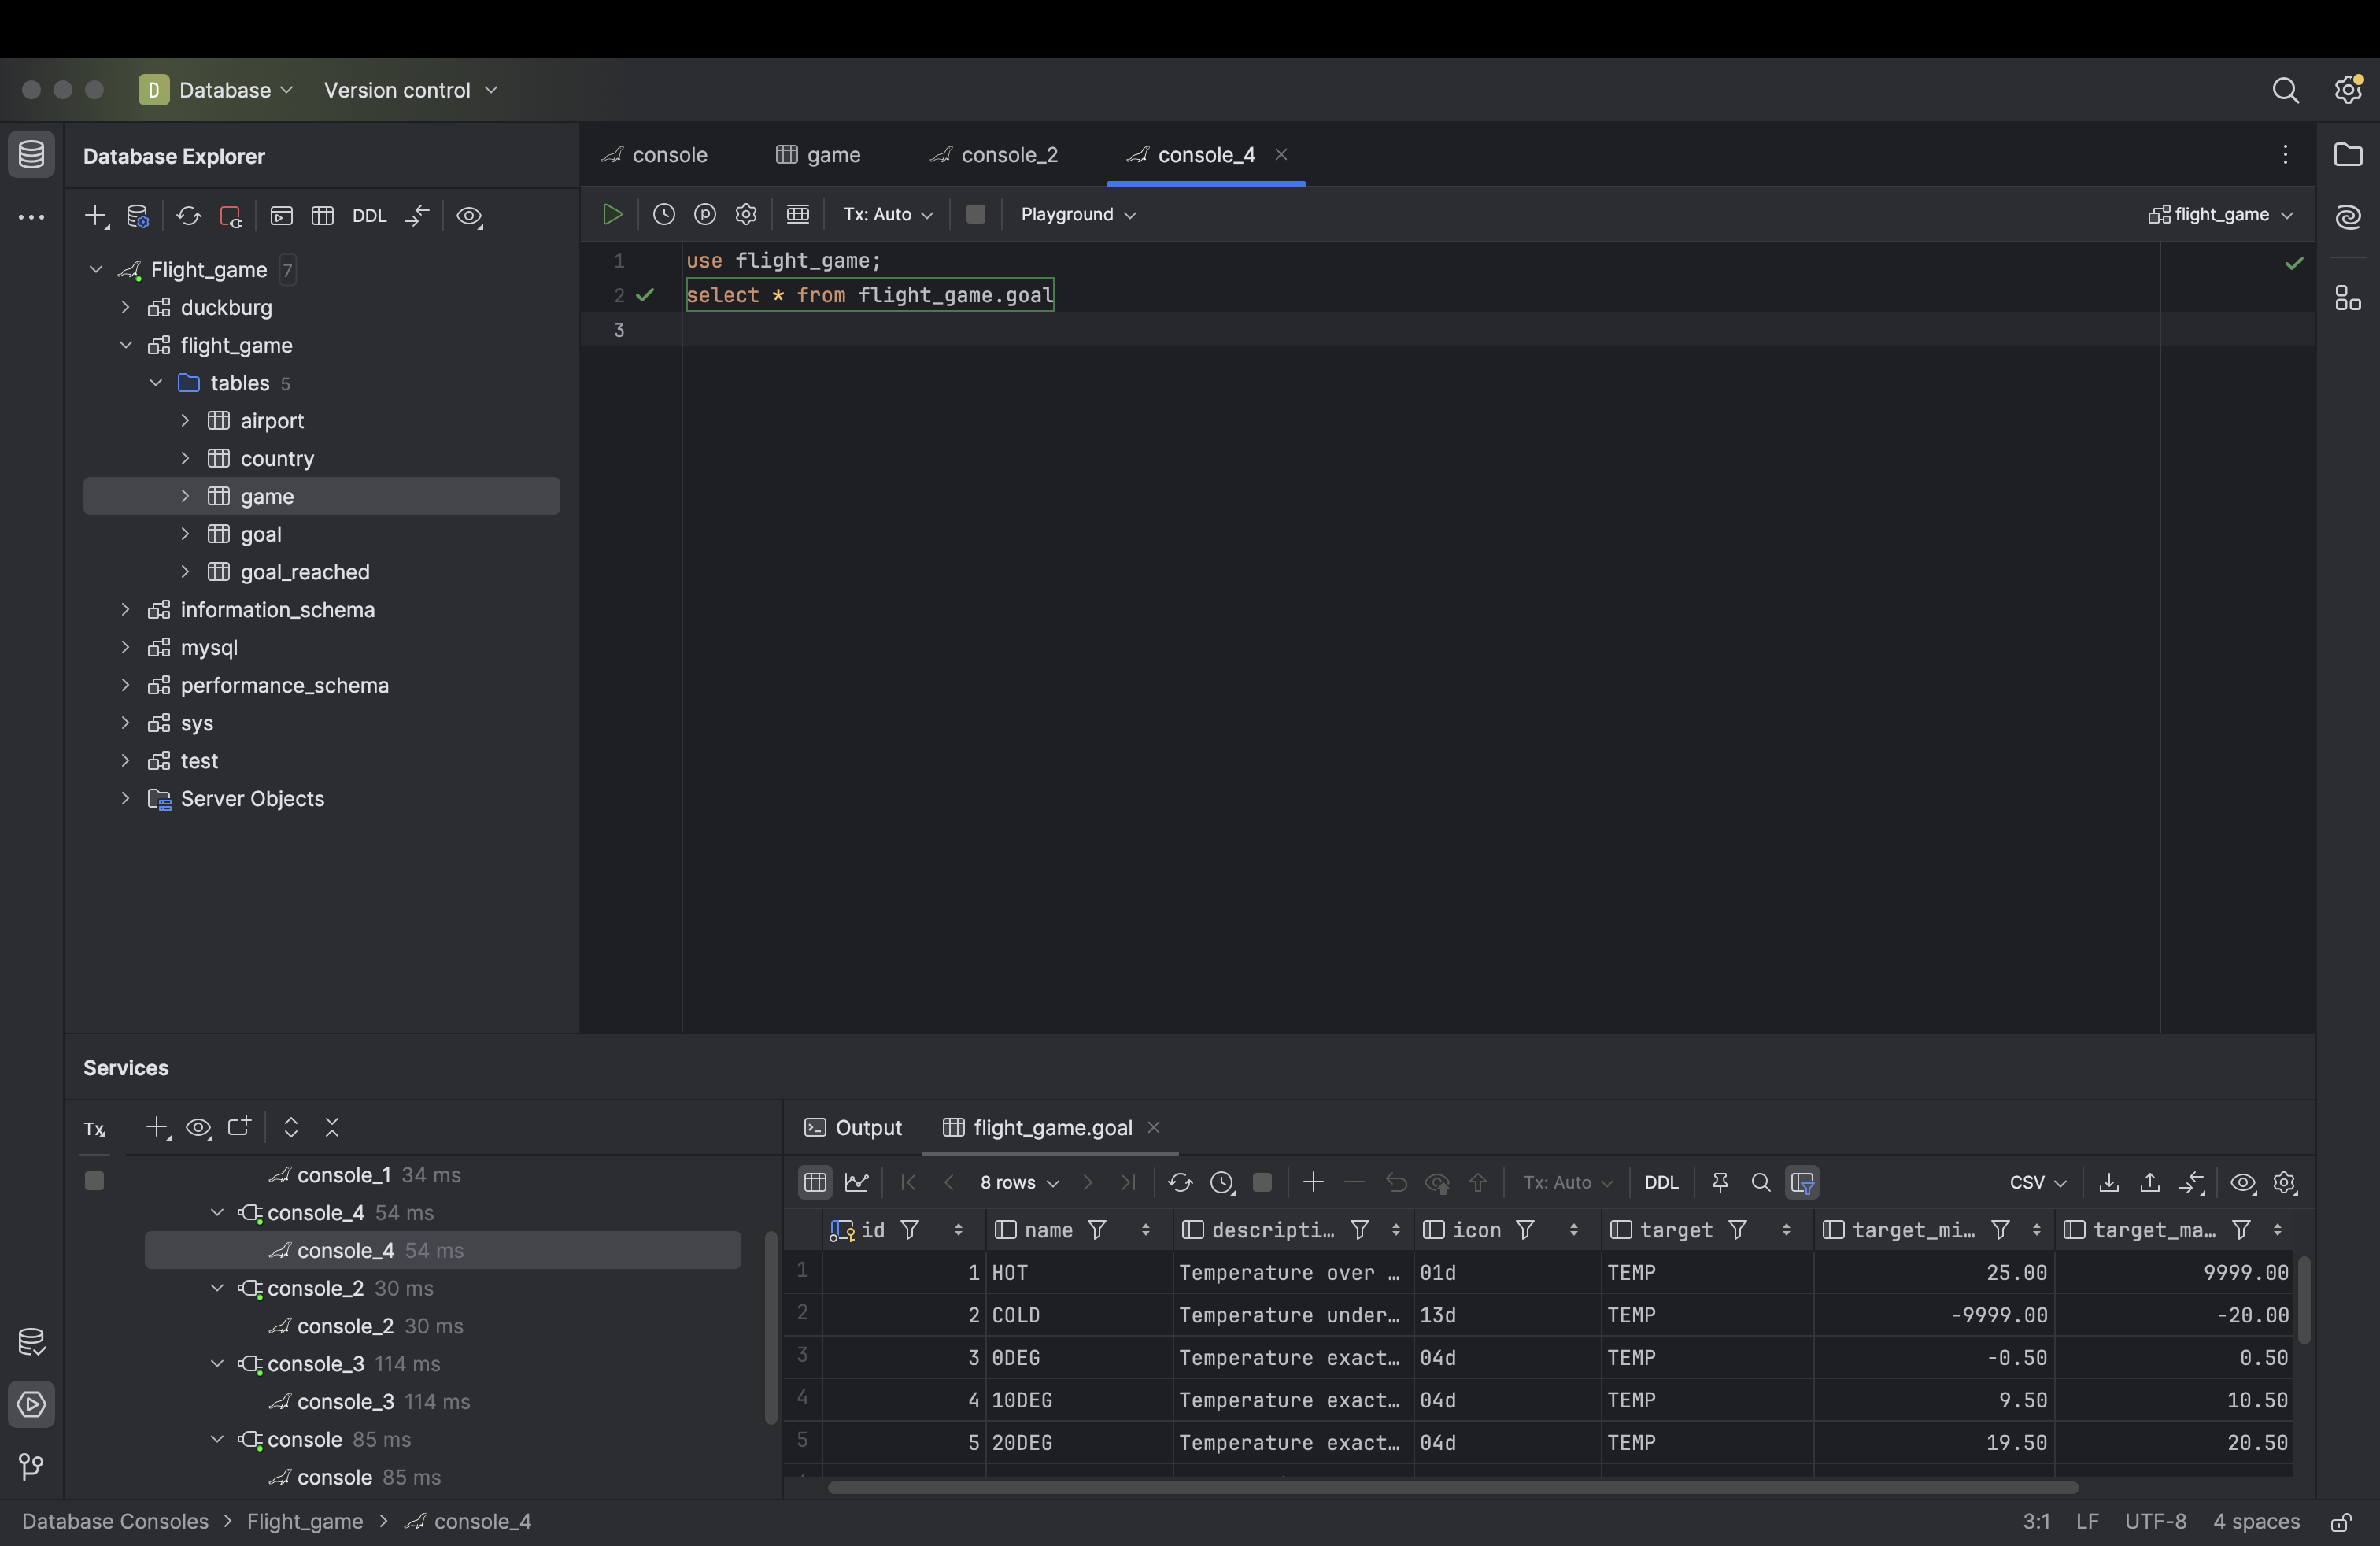 D Database Version control
Database Explorer
DDL
Flight_game 7
duckburg
flight_game
tables 5
airport
country
game
goal
goal_reached
information_schema
mysql
performance_schema
sys
test
Server Objects
console game console_2 console_4
Tx: Auto Playground flight_game
1 use flight_game;
2 select * from flight_game.goal
3
Services
Tx
console_1 34 ms
console_4 54 ms
console_4 54 ms
console_2 30 ms
console_2 30 ms
console_3 114 ms
console_3 114 ms
console 85 ms
console 85 ms
Output flight_game.goal
8 rows Tx: Auto DDL CSV
id name descripti... icon target target_mi... target_ma...
1 1 HOT Temperature over … 01d TEMP 25.00 9999.00
2 2 COLD Temperature under… 13d TEMP -9999.00 -20.00
3 3 0DEG Temperature exact… 04d TEMP -0.50 0.50
4 4 10DEG Temperature exact… 04d TEMP 9.50 10.50
5 5 20DEG Temperature exact… 04d TEMP 19.50 20.50
Database Consoles > Flight_game > console_4
3:1 LF UTF-8 4 spaces